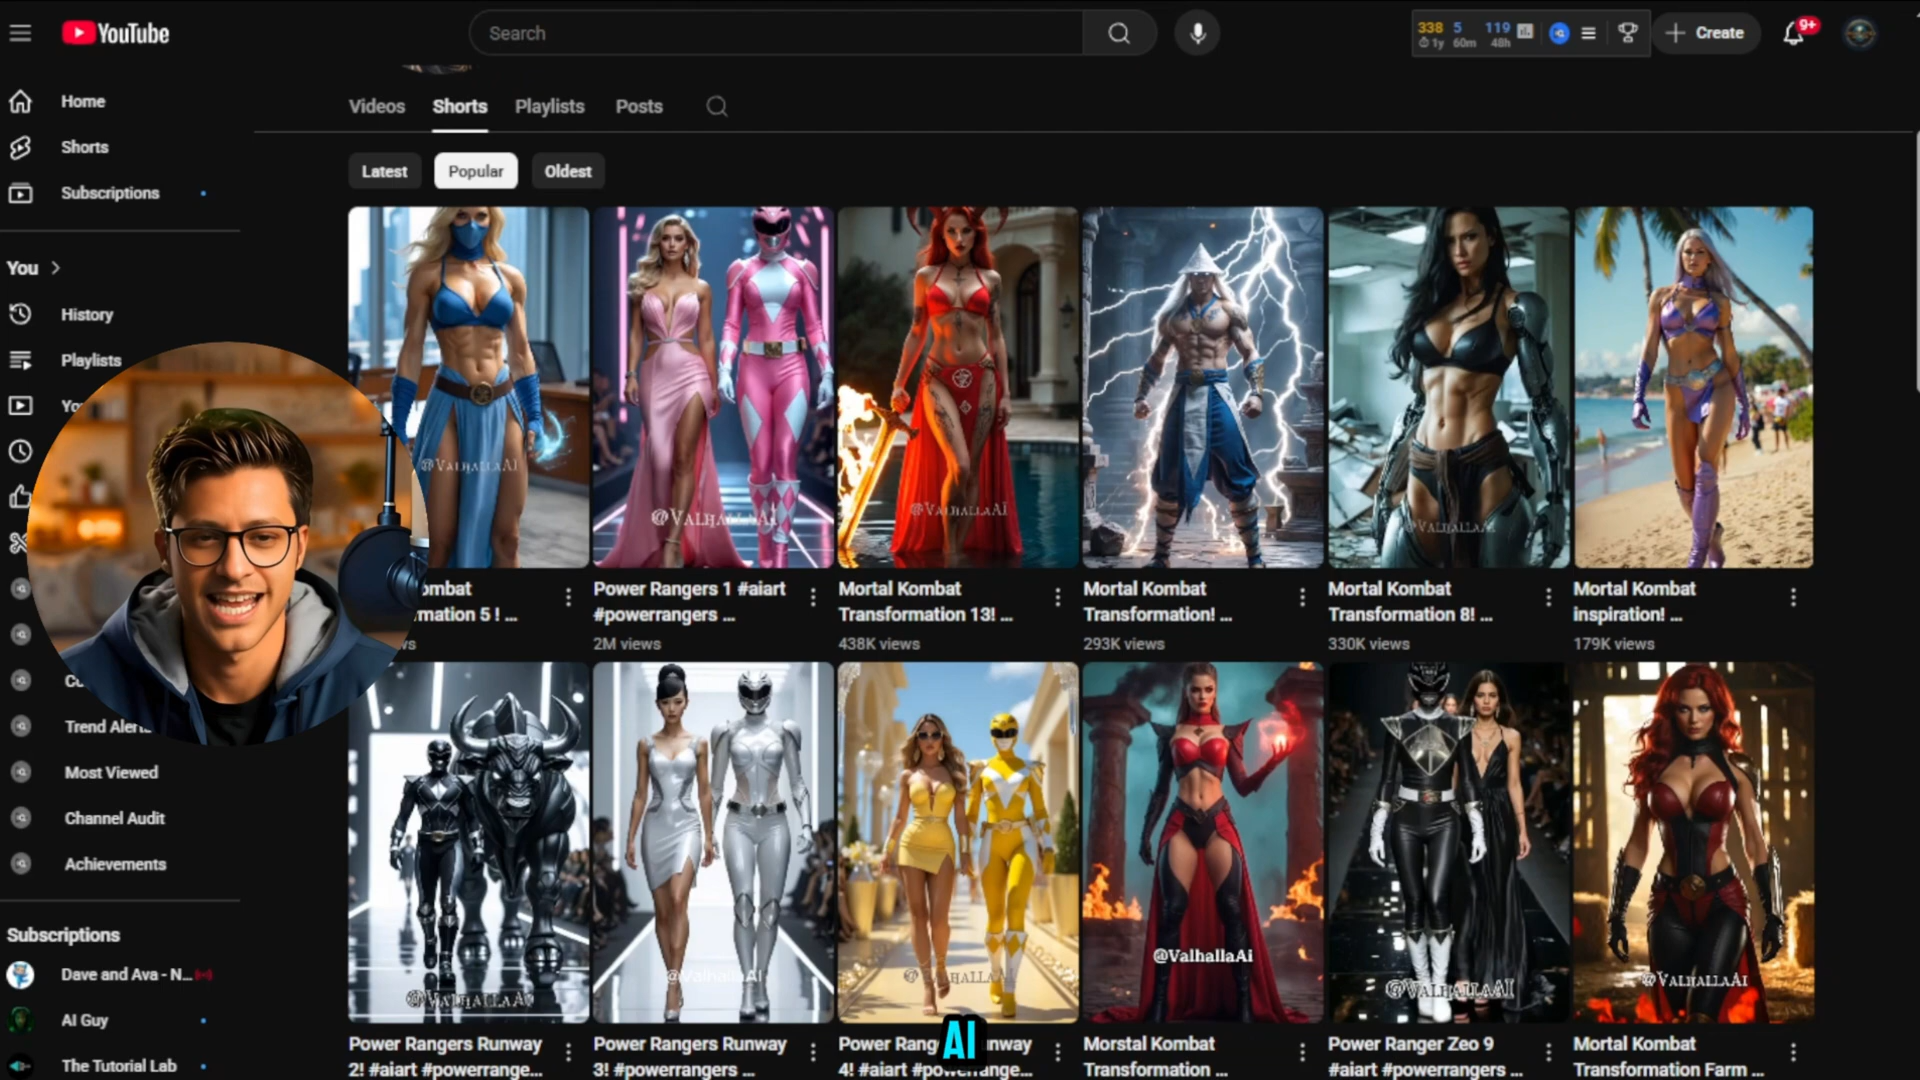 YouTube
Search
338 5 119
1y 60m 48h
Create
9+
Home
Shorts
Subscriptions
You
History
Playlists
Trend Alerts
Most Viewed
Channel Audit
Achievements
Subscriptions
Dave and Ava - N...
AI Guy
The Tutorial Lab
Videos Shorts Playlists Posts
Latest Popular Oldest
@VALHALLAAI
@VALHALLAAI
@VALHALLAAI
@VALHALLAAI
Power Rangers 1 #aiart
#powerrangers ...
2M views
Mortal Kombat
Transformation 13! ...
438K views
Mortal Kombat
Transformation! ...
293K views
Mortal Kombat
Transformation 8! ...
330K views
Mortal Kombat
inspiration! ...
179K views
@VALHALLAAI
@ValhallaAI
@VALHALLAAI
@ValhallaAi
@VALHALLAAI
@VALHALLAAI
Power Rangers Runway
2! #aiart #powerrange...
Power Rangers Runway
3! #powerrangers ...
4! #aiart
AI
Morstal Kombat
Transformation ...
Power Ranger Zeo 9
#aiart #powerrangers ...
Mortal Kombat
Transformation Farm ...